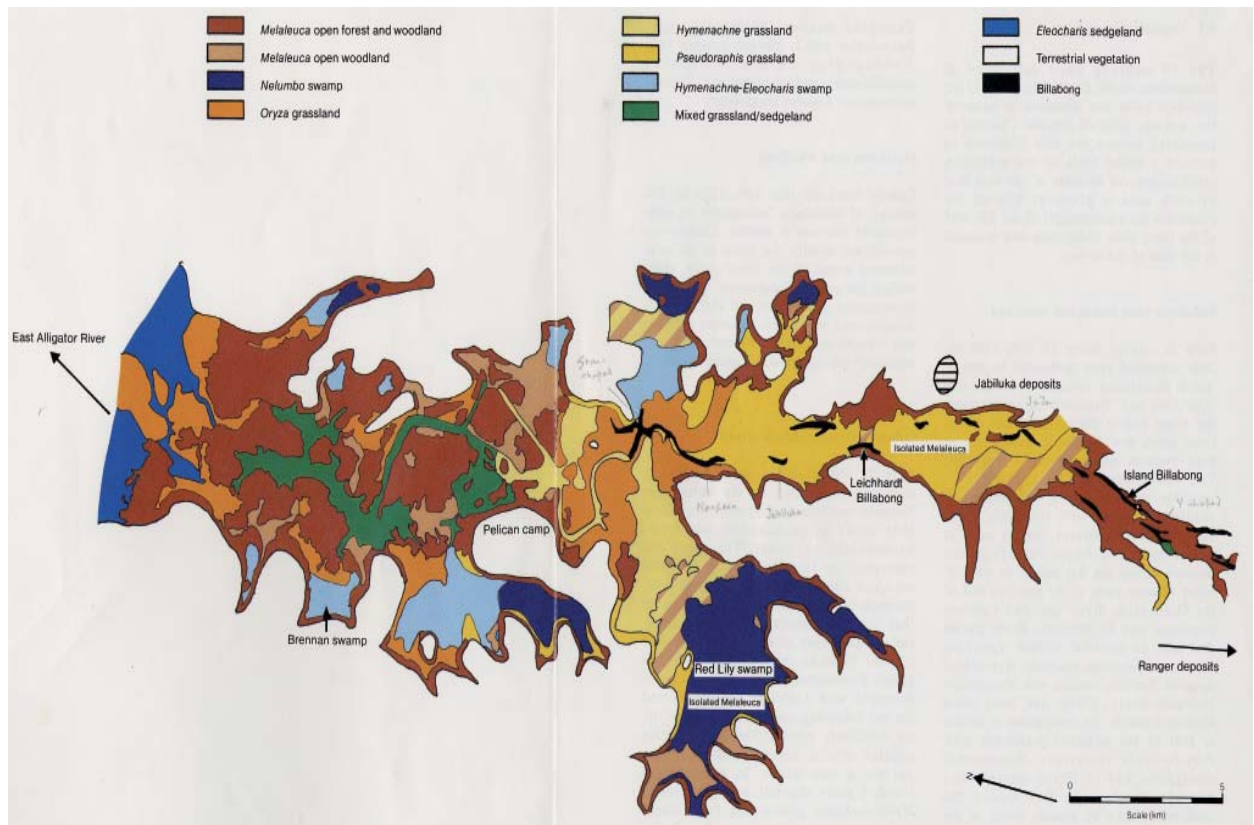 Melaleuca open forest and woodland
Melaleuca open woodland
Nelumbo swamp
Oryza grassland
Hymenachne grassland
Pseudoraphis grassland
Hymenachne-Eleocharis swamp
Mixed grassland/sedgeland
Eleocharis sedgeland
Terrestrial vegetation
Billabong
East Alligator River
Jabiluka deposits
Isolated Melaleuca
Leichhardt
Billabong
Island Billabong
Pelican camp
Jabiluka
Y shaped
Brennan swamp
Ranger deposits
Red Lily swamp
Isolated Melaleuca
N
0 5
Scale (km)